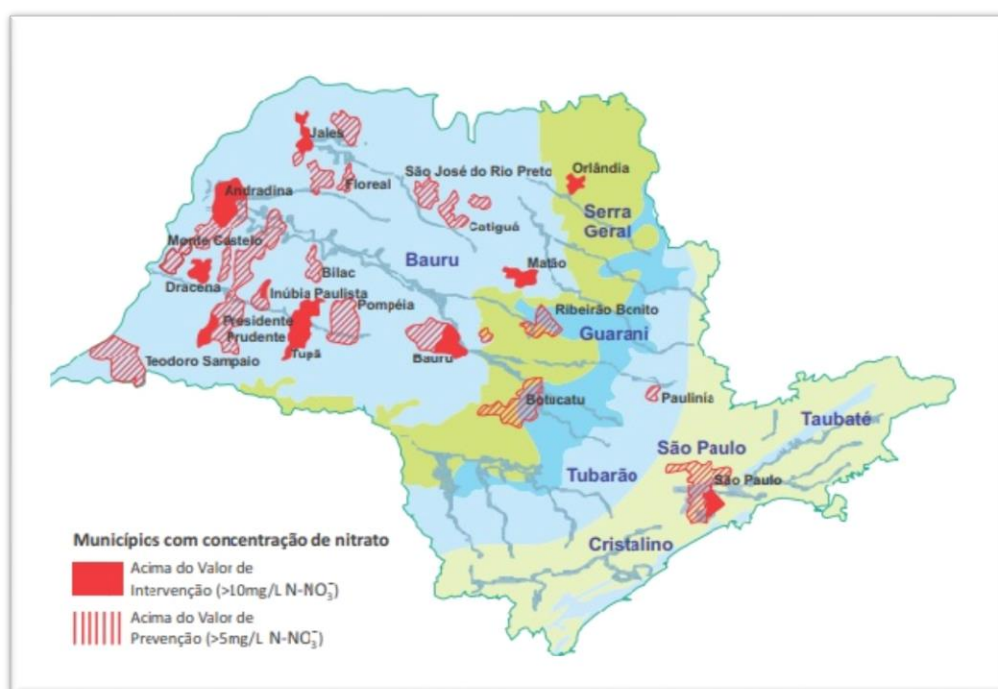 Jales
São José do Rio Preto
Orlândia
Andradina
Floreal
Serra
Geral
Catiguá
Monte Castelo
Bauru
Matão
Bilac
Dracena
Inúbia Paulista
Pompéia
Ribeirão Bonito
Presidente
Prudente
Guarani
Tupã
Bauru
Teodoro Sampaio
Botucatu
Paulínia
Taubaté
São Paulo
Tubarão
São Paulo
Cristalino
Municípios com concentração de nitrato
Acima do Valor de
Intervenção (>10mg/L N-NO₃⁻)
Acima do Valor de
Prevenção (>5mg/L N-NO₃⁻)